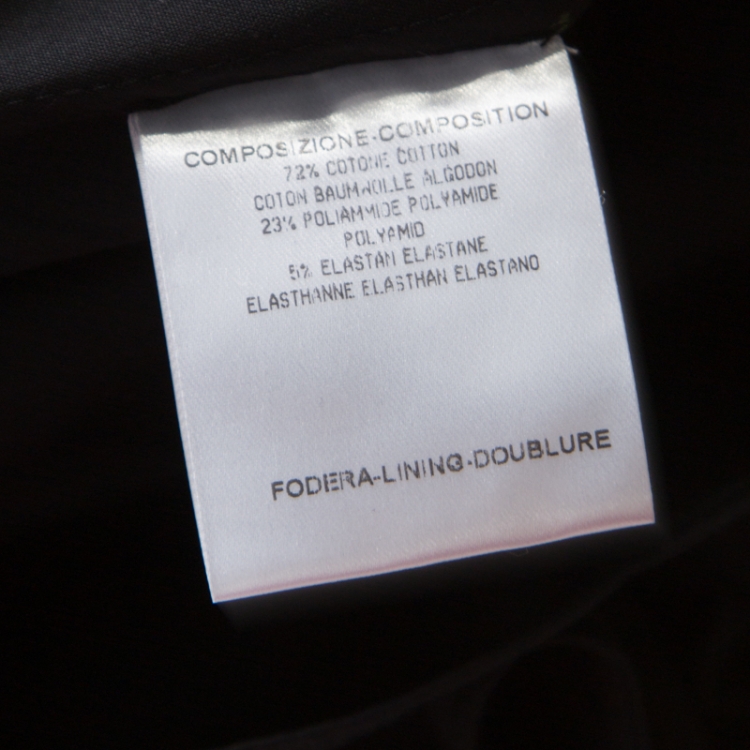 COMPOSIZIONE-COMPOSITION
72% COTONE COTTON
COTON BAUMWOLLE ALGODON
23% POLIAMMIDE POLYAMIDE
POLYAMID
5% ELASTAN ELASTANE
ELASTHANNE ELASTHAN ELASTANO
FODERA-LINING-DOUBLURE